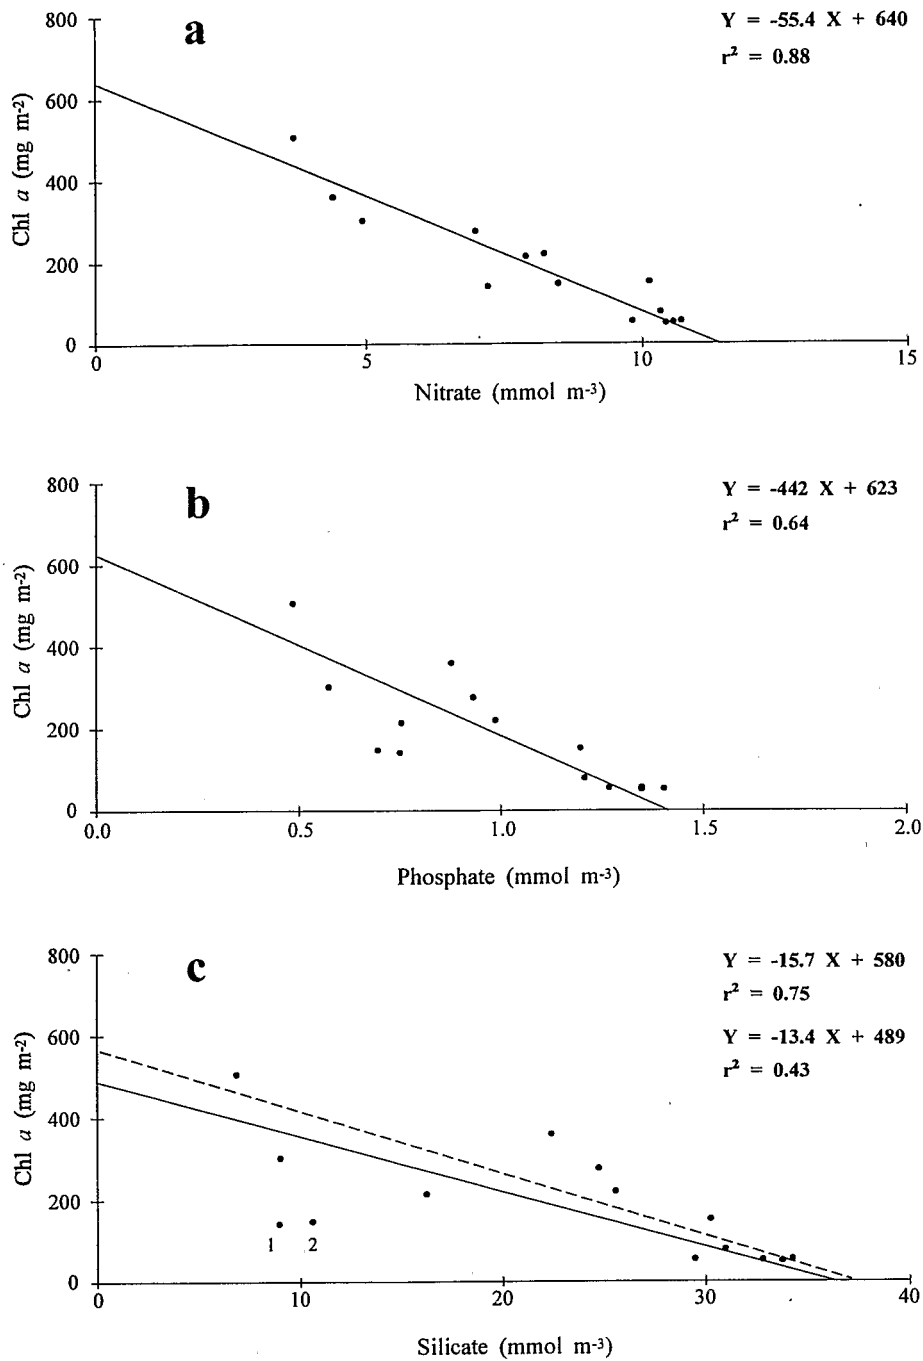 a
Y = -55.4 X + 640
r² = 0.88
800
600
400
200
0
Chl a (mg m-2)
0
5
10
15
Nitrate (mmol m-3)
b
Y = -442 X + 623
r² = 0.64
800
600
400
200
0
Chl a (mg m-2)
0.0
0.5
1.0
1.5
2.0
Phosphate (mmol m-3)
c
Y = -15.7 X + 580
r² = 0.75
Y = -13.4 X + 489
r² = 0.43
800
600
400
200
0
Chl a (mg m-2)
1
2
0
10
20
30
40
Silicate (mmol m-3)